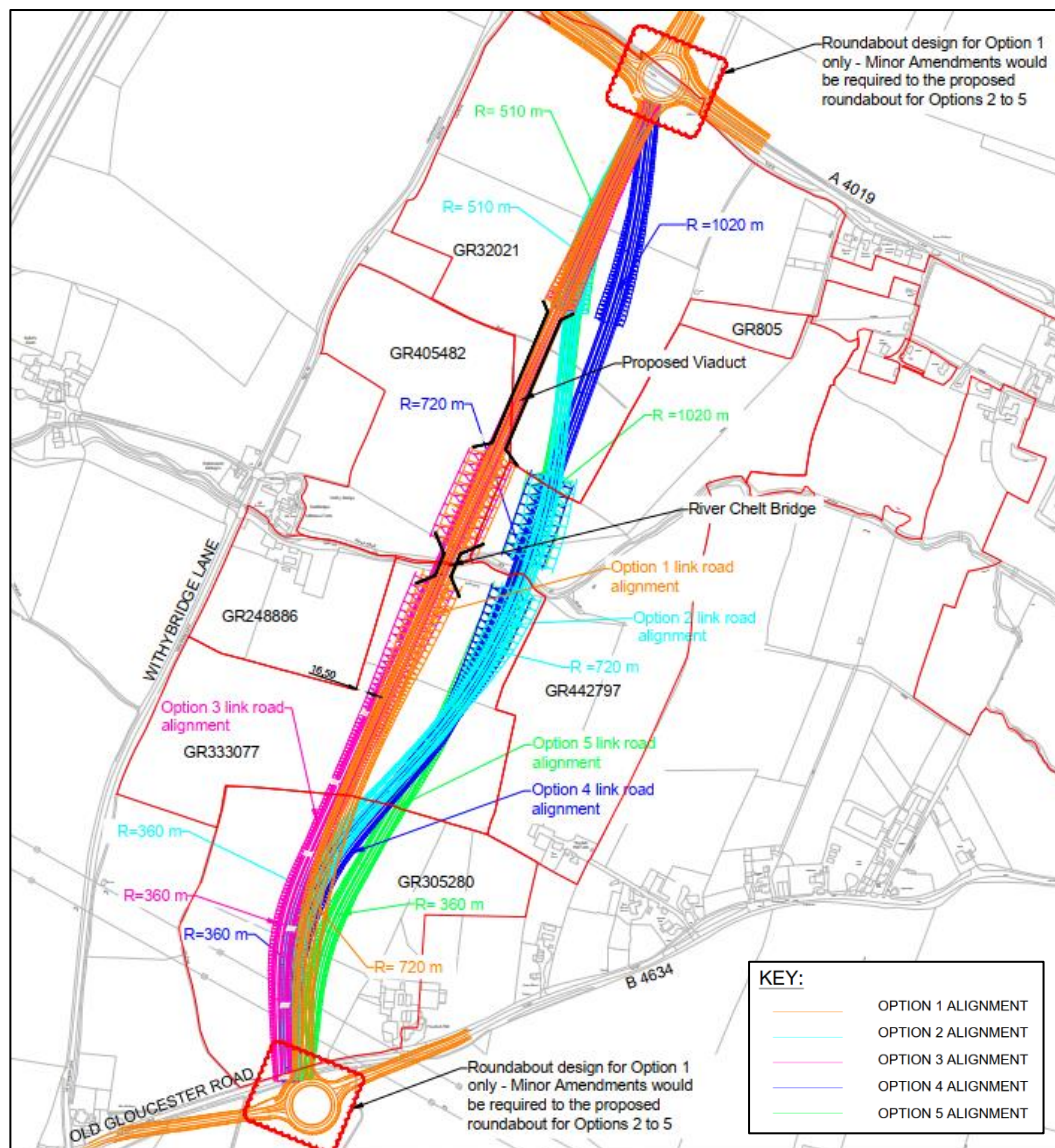 Roundabout design for Option 1
only - Minor Amendments would
be required to the proposed
roundabout for Options 2 to 5
R= 510 m
A 4019
R= 510 m
R =1020 m
GR32021
GR805
GR405482
Proposed Viaduct
R=720 m
R =1020 m
River Chelt Bridge
Option 1 link road
alignment
WITHYBRIDGE LANE
GR248886
Option 2 link road
alignment
16,50
R =720 m
GR442797
Option 3 link road
alignment
GR333077
Option 5 link road
alignment
Option 4 link road
alignment
R=360 m
GR305280
R=360 m
R= 360 m
R=360 m
R= 720 m
B 4634
OLD GLOUCESTER ROAD
Roundabout design for Option 1
only - Minor Amendments would
be required to the proposed
roundabout for Options 2 to 5
KEY:
OPTION 1 ALIGNMENT
OPTION 2 ALIGNMENT
OPTION 3 ALIGNMENT
OPTION 4 ALIGNMENT
OPTION 5 ALIGNMENT